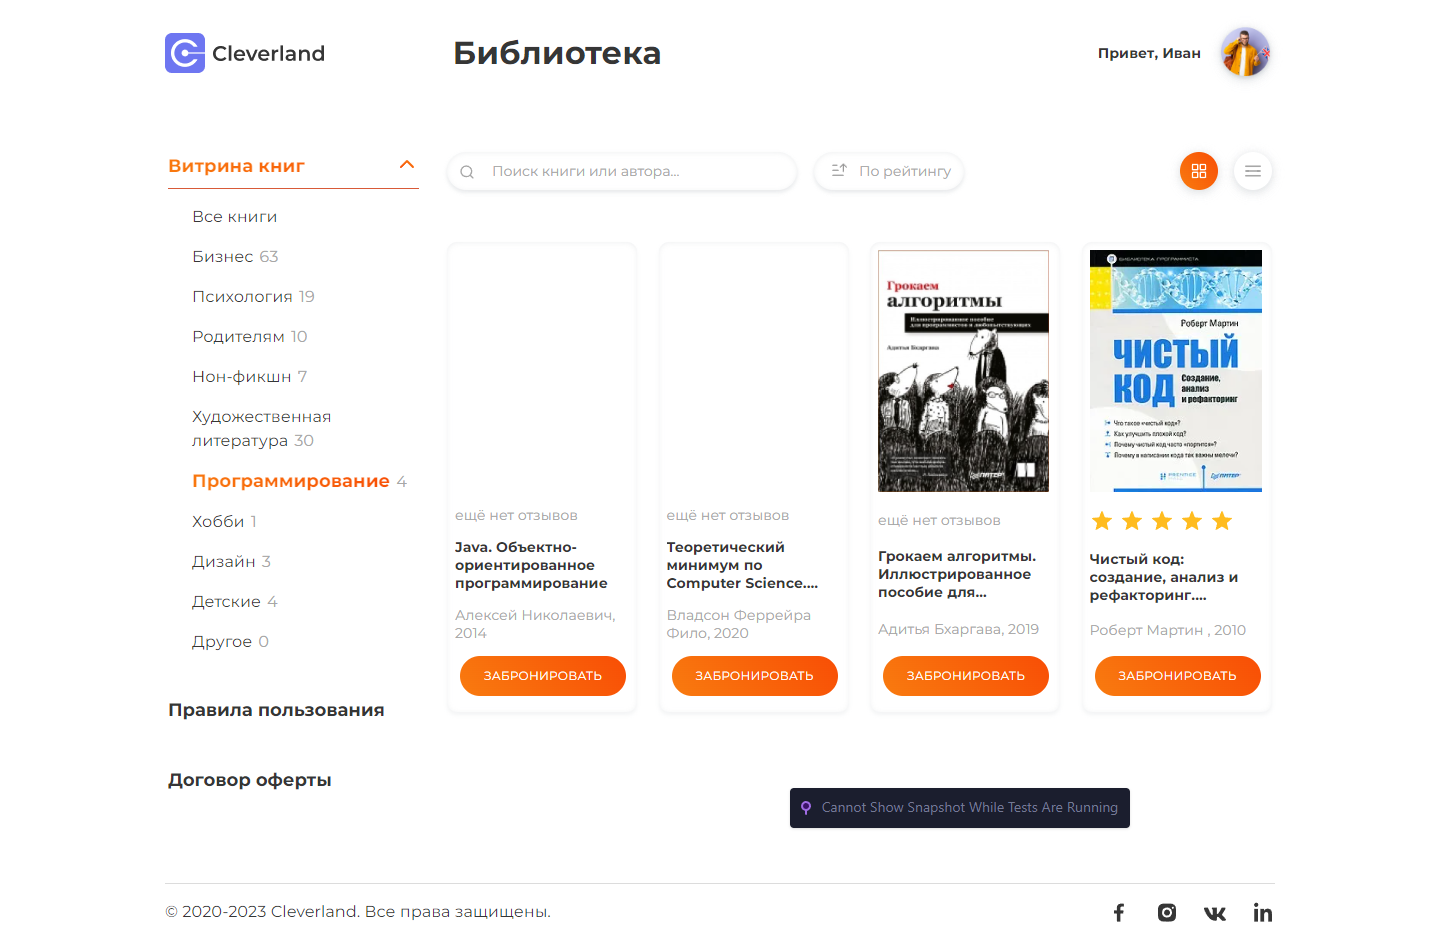 Cleverland
Библиотека
Привет, Иван
Витрина книг
Поиск книги или автора...
По рейтингу
Все книги
Бизнес 63
Психология 19
Родителям 10
Нон-фикшн 7
Художественная
литература 30
Программирование 4
Хобби 1
Дизайн 3
Детские 4
Другое 0
Правила пользования
Договор оферты
ещё нет отзывов
Java. Объектно-
ориентированное
программирование
Алексей Николаевич,
2014
ЗАБРОНИРОВАТЬ
ещё нет отзывов
Теоретический
минимум по
Computer Science....
Владсон Феррейра
Фило, 2020
ЗАБРОНИРОВАТЬ
Грокаем
алгоритмы
Иллюстрированное пособие
для программистов и любопытствующих
Адитья Бхаргава
ещё нет отзывов
Грокаем алгоритмы.
Иллюстрированное
пособие для...
Адитья Бхаргава, 2019
ЗАБРОНИРОВАТЬ
БИБЛИОТЕКА ПРОГРАММИСТА
Роберт Мартин
ЧИСТЫЙ
КОД
Создание,
анализ
и рефакторинг
Что такое «чистый код»?
Как улучшить плохой код?
Почему чистый код часто «портится»?
Почему в написании кода так важны мелочи?
PRENTICE
ПИТЕР
Чистый код:
создание, анализ и
рефакторинг....
Роберт Мартин , 2010
ЗАБРОНИРОВАТЬ
Cannot Show Snapshot While Tests Are Running
© 2020-2023 Cleverland. Все права защищены.